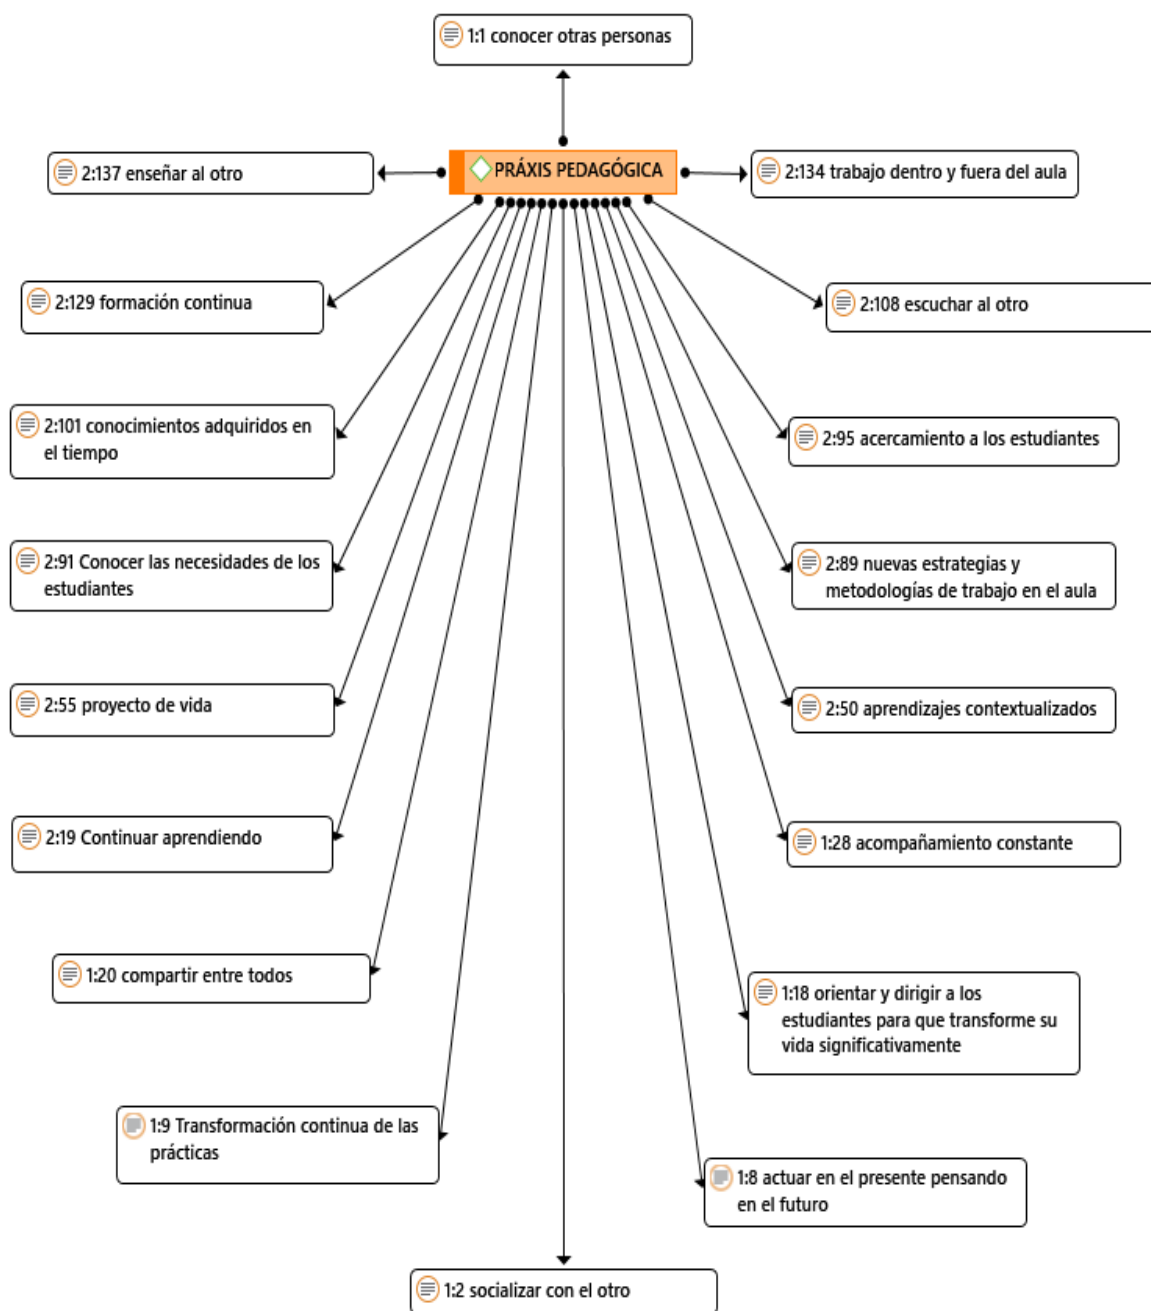 1:1 conocer otras personas
2:137 enseñar al otro
PRÁXIS PEDAGÓGICA
2:134 trabajo dentro y fuera del aula
2:129 formación continua
2:108 escuchar al otro
2:101 conocimientos adquiridos en
el tiempo
2:95 acercamiento a los estudiantes
2:91 Conocer las necesidades de los
estudiantes
2:89 nuevas estrategias y
metodologías de trabajo en el aula
2:55 proyecto de vida
2:50 aprendizajes contextualizados
2:19 Continuar aprendiendo
1:28 acompañamiento constante
1:20 compartir entre todos
1:18 orientar y dirigir a los
estudiantes para que transforme su
vida significativamente
1:9 Transformación continua de las
prácticas
1:8 actuar en el presente pensando
en el futuro
1:2 socializar con el otro